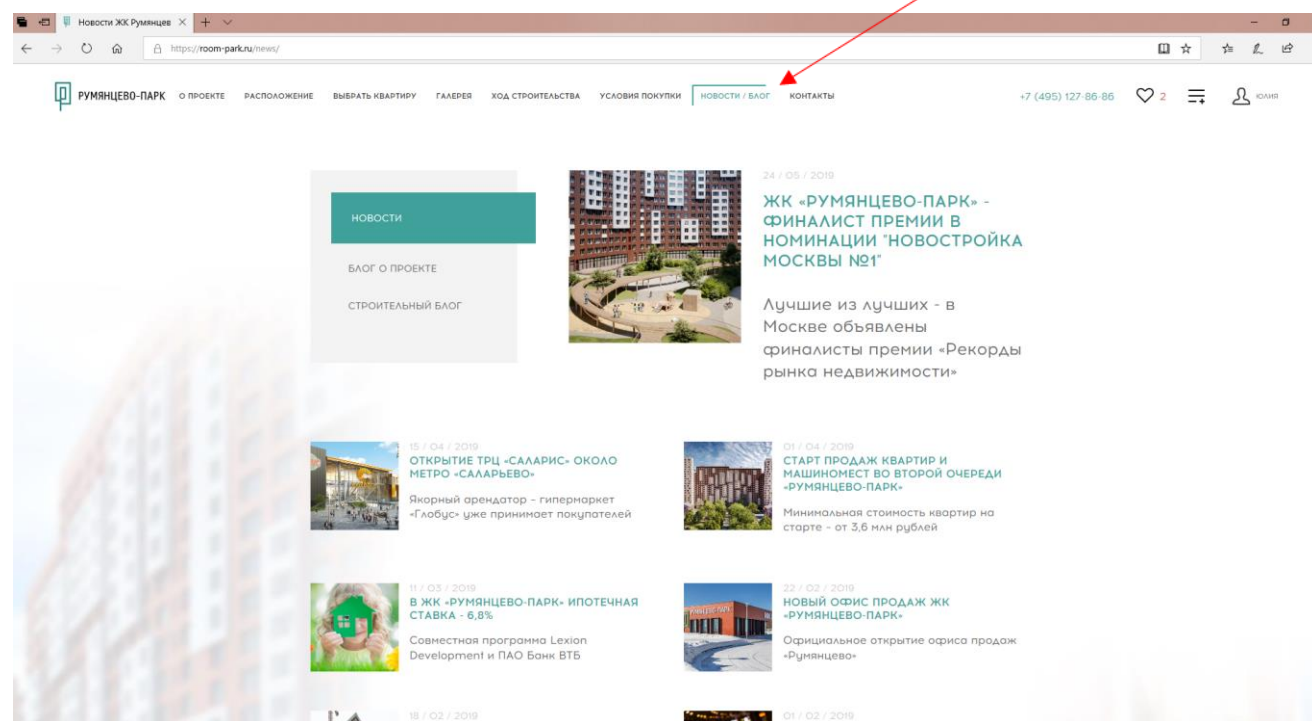 Новости ЖК Румянцев
https://room-park.ru/news/
РУМЯНЦЕВО-ПАРК О ПРОЕКТЕ РАСПОЛОЖЕНИЕ ВЫБРАТЬ КВАРТИРУ ГАЛЕРЕЯ ХОД СТРОИТЕЛЬСТВА УСЛОВИЯ ПОКУПКИ НОВОСТИ / БЛОГ КОНТАКТЫ +7 (495) 127-86-86 2 ЮЛИЯ
НОВОСТИ
БЛОГ О ПРОЕКТЕ
СТРОИТЕЛЬНЫЙ БЛОГ
24 / 05 / 2019
ЖК «РУМЯНЦЕВО-ПАРК» -
ФИНАЛИСТ ПРЕМИИ В
НОМИНАЦИИ "НОВОСТРОЙКА
МОСКВЫ №1"
Лучшие из лучших - в
Москве объявлены
финалисты премии «Рекорды
рынка недвижимости»
15 / 04 / 2019
ОТКРЫТИЕ ТРЦ «САЛАРИС» ОКОЛО
МЕТРО «САЛАРЬЕВО»
Якорный арендатор – гипермаркет
«Глобус» уже принимает покупателей
01 / 04 / 2019
СТАРТ ПРОДАЖ КВАРТИР И
МАШИНОМЕСТ ВО ВТОРОЙ ОЧЕРЕДИ
«РУМЯНЦЕВО-ПАРК»
Минимальная стоимость квартир на
старте - от 3,6 млн рублей
11 / 03 / 2019
В ЖК «РУМЯНЦЕВО-ПАРК» ИПОТЕЧНАЯ
СТАВКА - 6,8%
Совместная программа Lexion
Development и ПАО Банк ВТБ
22 / 02 / 2019
НОВЫЙ ОФИС ПРОДАЖ ЖК
«РУМЯНЦЕВО-ПАРК»
Официальное открытие офиса продаж
«Румянцево»
18 / 02 / 2019
01 / 02 / 2019